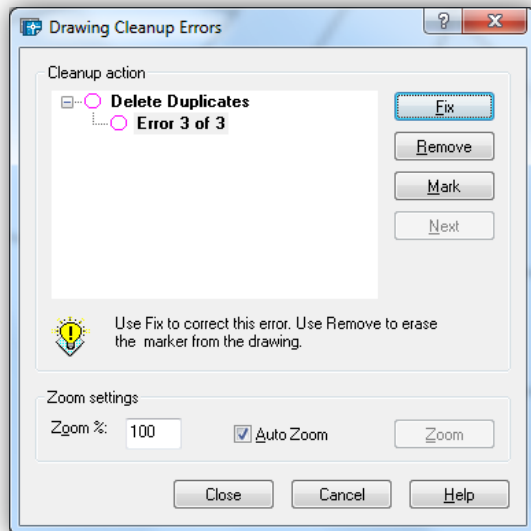 Drawing Cleanup Errors
Cleanup action
Delete Duplicates
Error 3 of 3
Fix
Remove
Mark
Next
Use Fix to correct this error. Use Remove to erase
the marker from the drawing.
Zoom settings
Zoom %: 100 Auto Zoom Zoom
Close Cancel Help